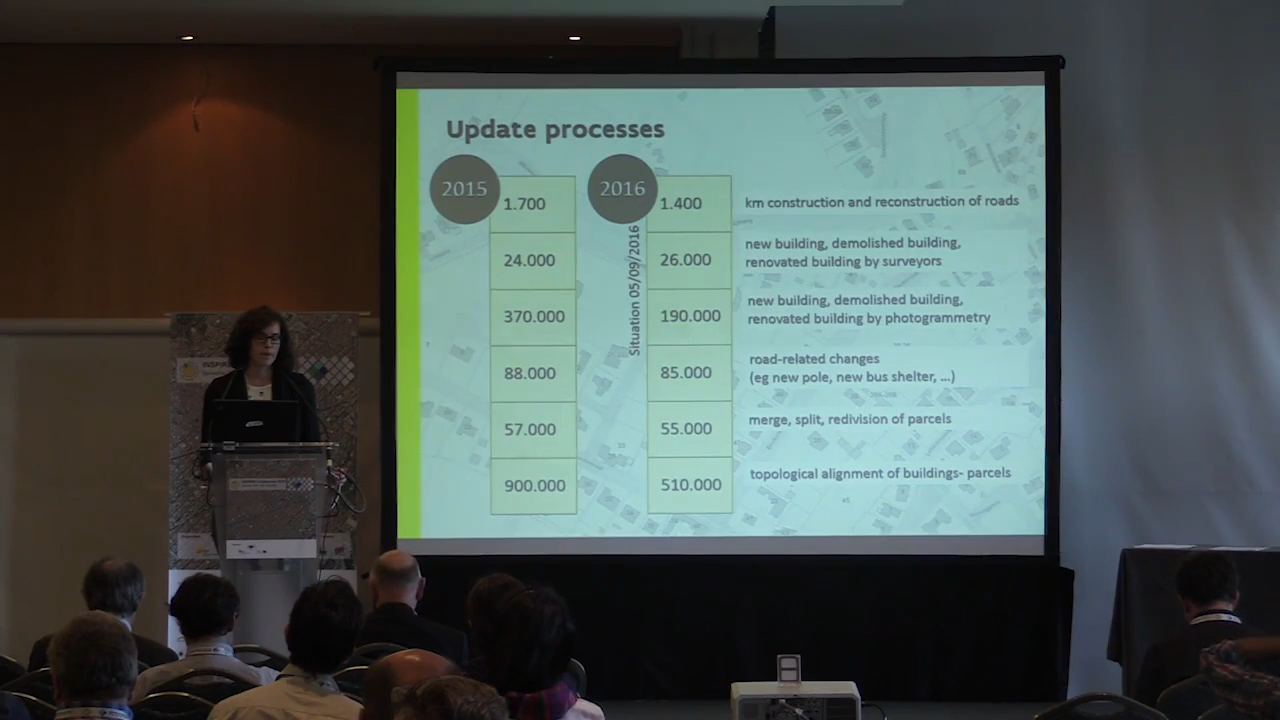 Update processes
2015
2016
1.700
1.400
km construction and reconstruction of roads
24.000
26.000
new building, demolished building,
renovated building by surveyors
370.000
190.000
new building, demolished building,
renovated building by photogrammetry
88.000
85.000
road-related changes
(eg new pole, new bus shelter, ...)
57.000
55.000
merge, split, redivision of parcels
900.000
510.000
topological alignment of buildings- parcels
Situation 05/09/2016
INSPIRE